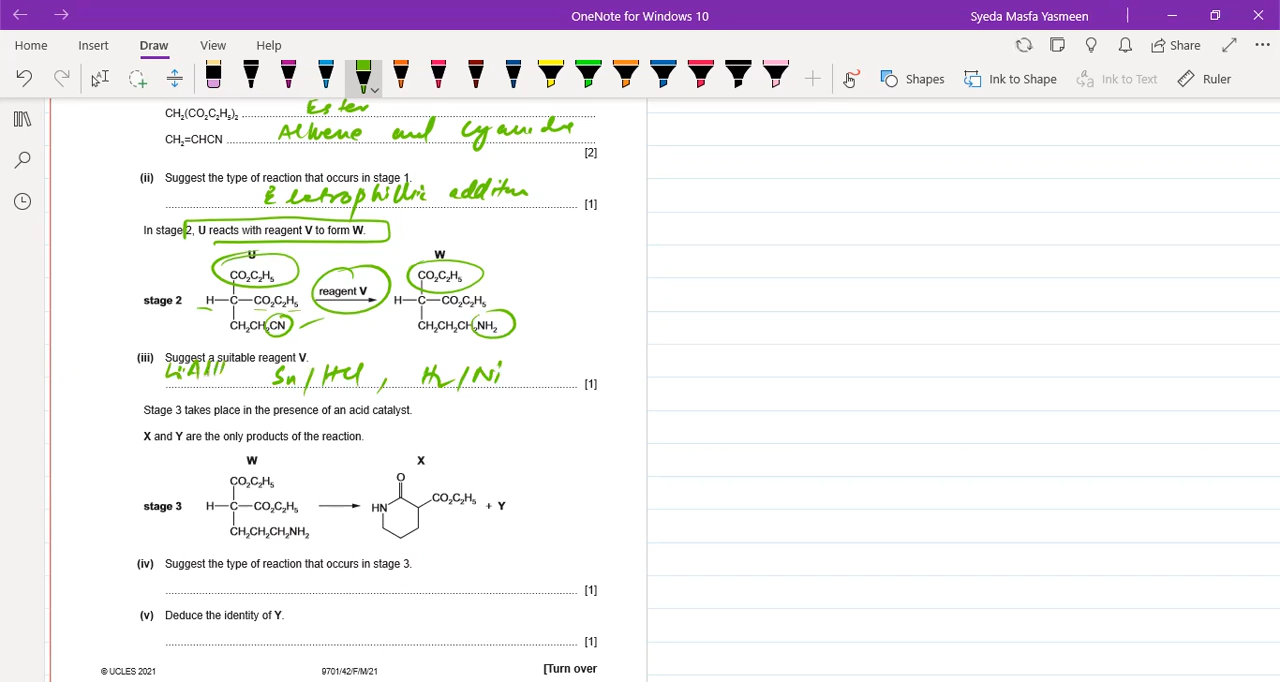 OneNote for Windows 10
Syeda Masfa Yasmeen
Home Insert Draw View Help
Share
Shapes Ink to Shape Ink to Text Ruler
CH₂(CO₂C₂H₅)₂ Ester
CH₂=CHCN Alkene and Cyanide
[2]
(ii) Suggest the type of reaction that occurs in stage 1.
Electrophillic addition [1]
In stage 2, U reacts with reagent V to form W.
U W
CO₂C₂H₅ CO₂C₂H₅
stage 2 H—C—CO₂C₂H₅ reagent V H—C—CO₂C₂H₅
CH₂CH₂CN CH₂CH₂CH₂NH₂
(iii) Suggest a suitable reagent V.
Sn/HCl, H₂/Ni [1]
Stage 3 takes place in the presence of an acid catalyst.
X and Y are the only products of the reaction.
W X
CO₂C₂H₅ O
stage 3 H—C—CO₂C₂H₅ HN CO₂C₂H₅ + Y
CH₂CH₂CH₂NH₂
(iv) Suggest the type of reaction that occurs in stage 3.
[1]
(v) Deduce the identity of Y.
[1]
© UCLES 2021 9701/42/F/M/21 [Turn over